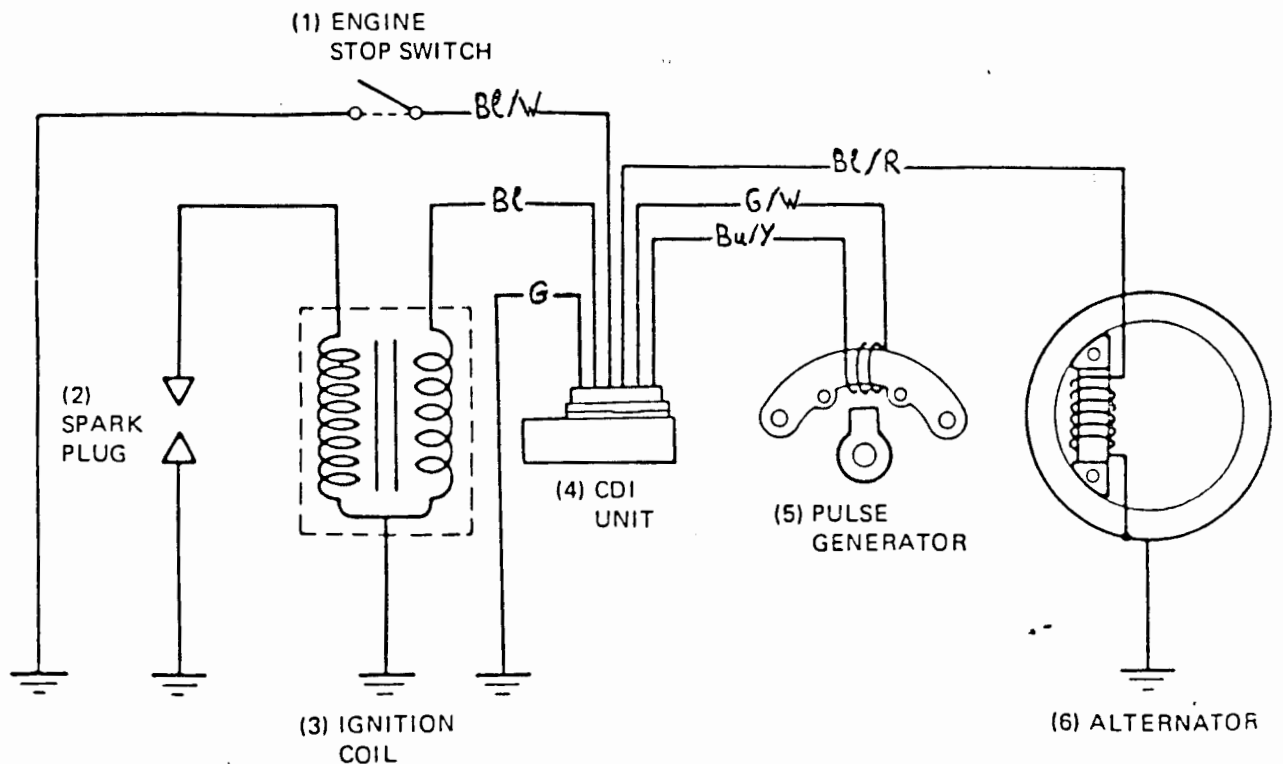 (1) ENGINE
STOP SWITCH
Bl/W
Bl/R
Bl
G/W
Bu/Y
G
(2)
SPARK
PLUG
(4) CDI
UNIT
(5) PULSE
GENERATOR
(3) IGNITION
COIL
(6) ALTERNATOR